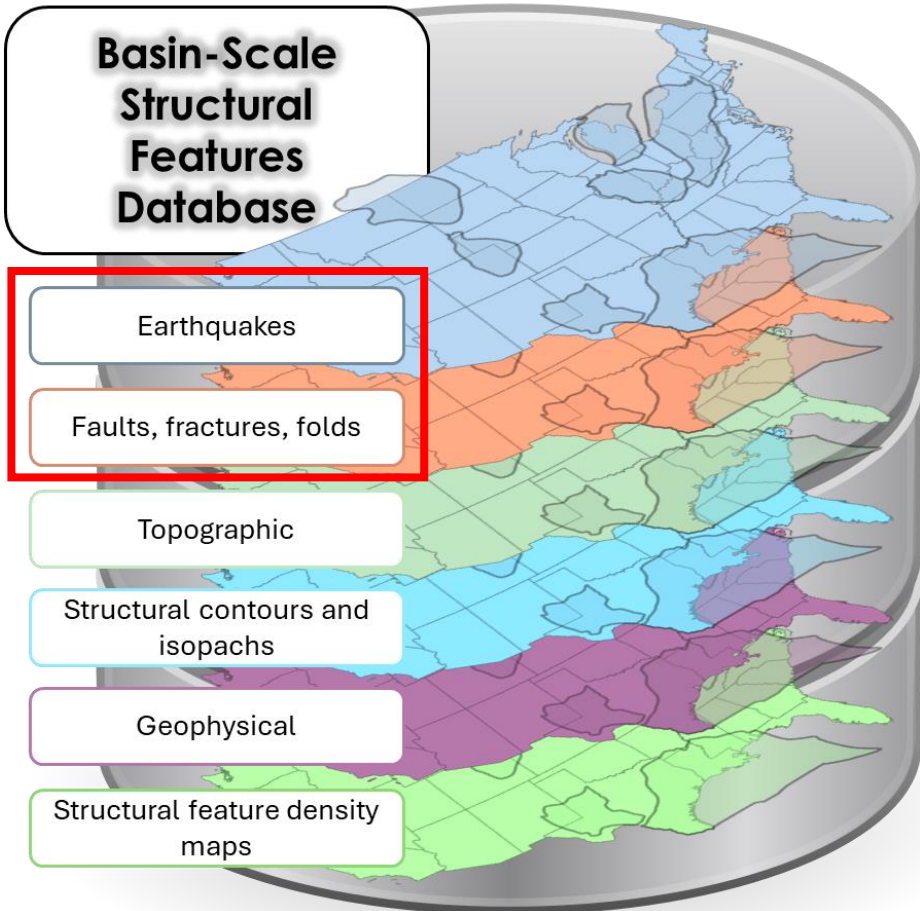 Basin-Scale
Structural
Features
Database
Earthquakes
Faults, fractures, folds
Topographic
Structural contours and
isopachs
Geophysical
Structural feature density
maps